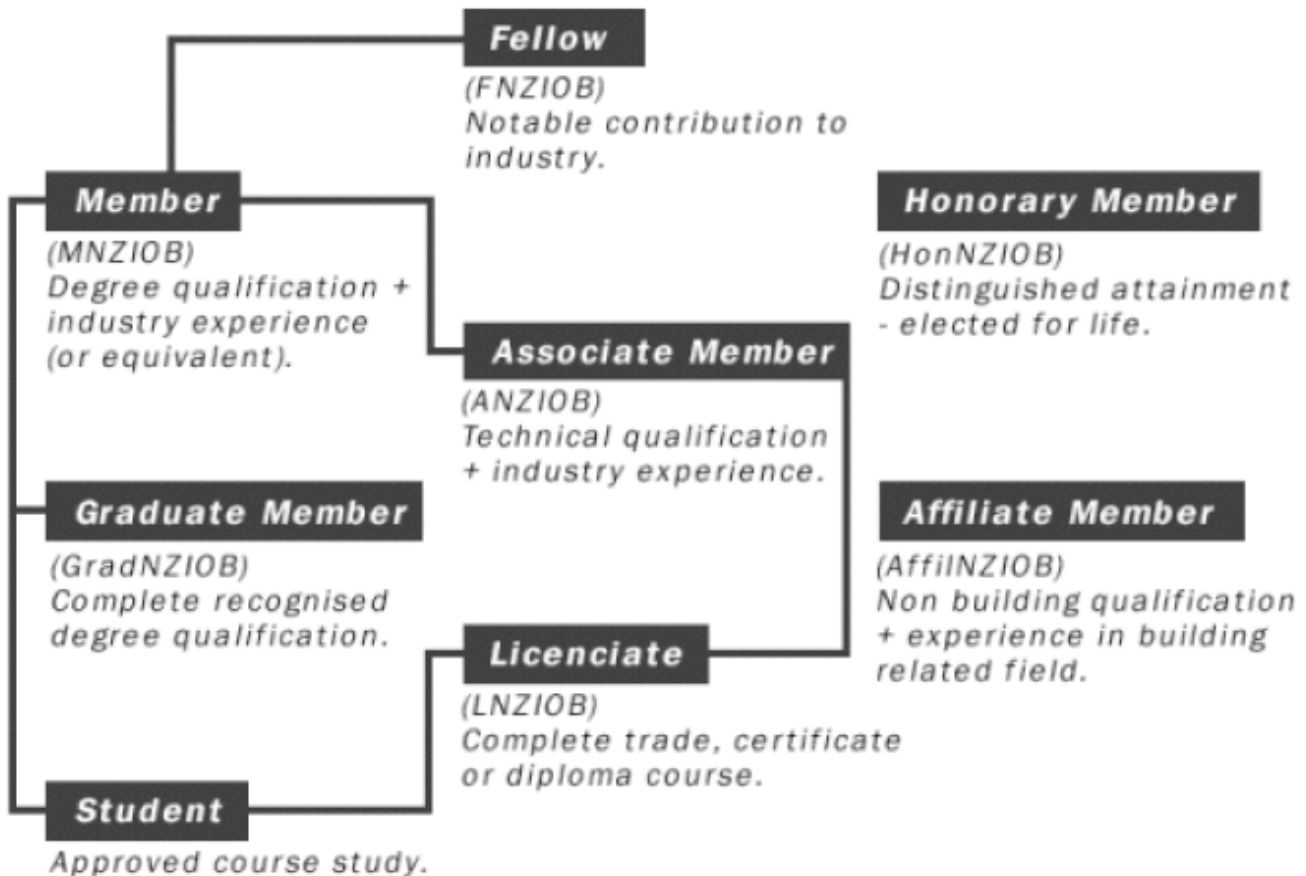 Fellow
(FNZIOB)
Notable contribution to
industry.
Member
(MNZIOB)
Degree qualification +
industry experience
(or equivalent).
Honorary Member
(HonNZIOB)
Distinguished attainment
- elected for life.
Associate Member
(ANZIOB)
Technical qualification
+ industry experience.
Graduate Member
(GradNZIOB)
Complete recognised
degree qualification.
Affiliate Member
(AffilNZIOB)
Non building qualification
+ experience in building
related field.
Licenciate
(LNZIOB)
Complete trade, certificate
or diploma course.
Student
Approved course study.